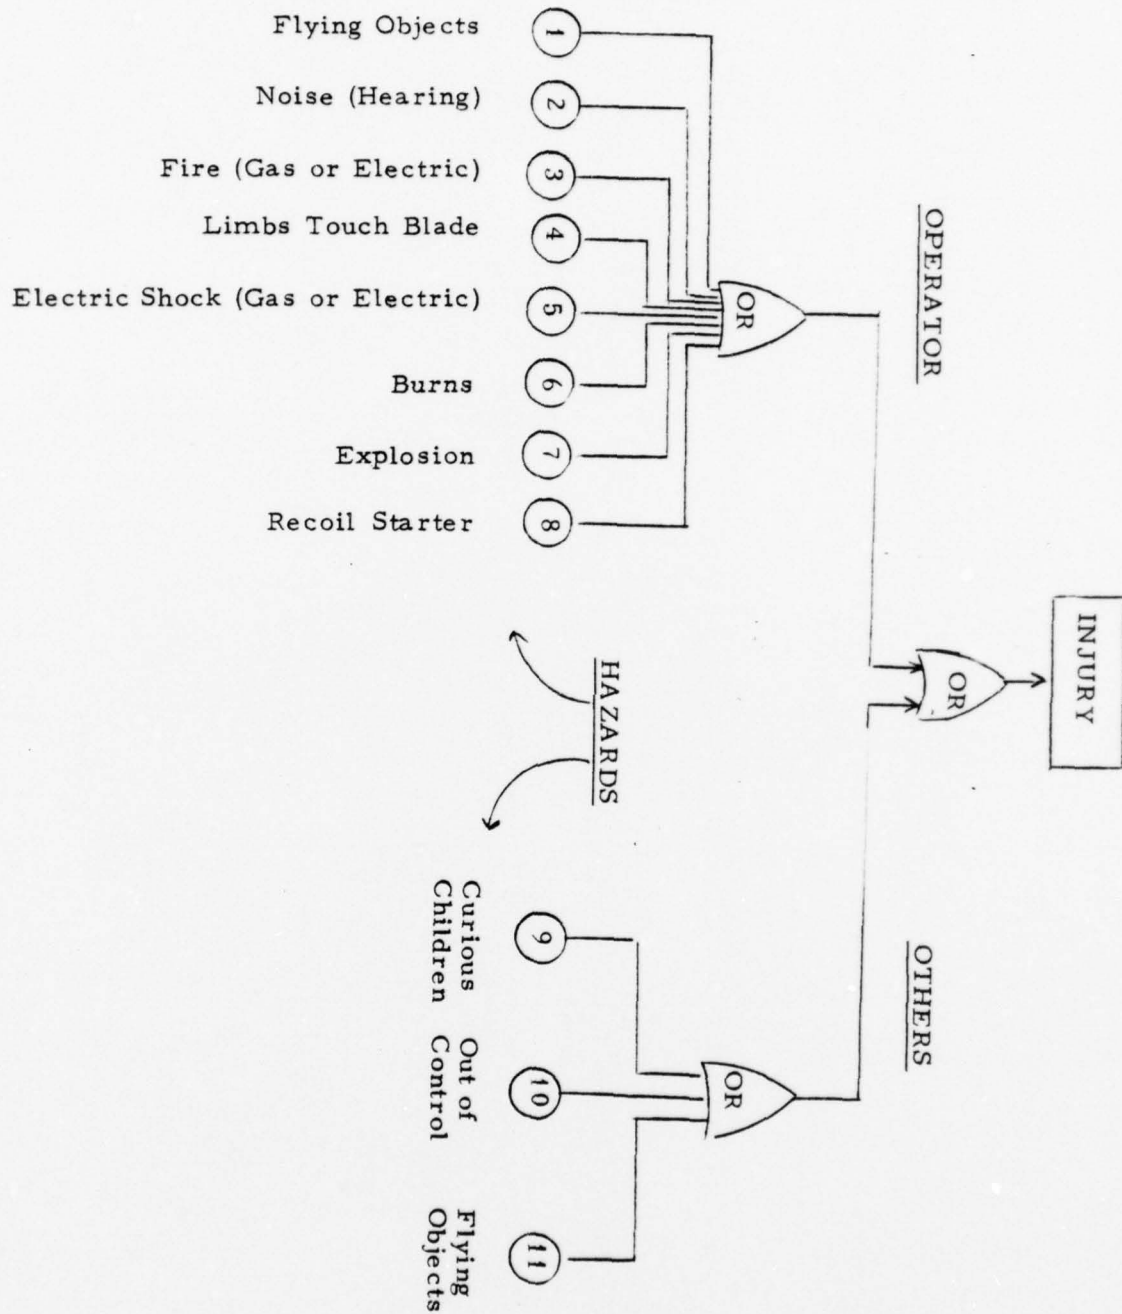 Flying Objects
1
Noise (Hearing)
2
Fire (Gas or Electric)
3
Limbs Touch Blade
4
Electric Shock (Gas or Electric)
5
Burns
6
Explosion
7
Recoil Starter
8
OR
OPERATOR
INJURY
OR
HAZARDS
Curious
Children
9
Out of
Control
10
Flying
Objects
11
OR
OTHERS